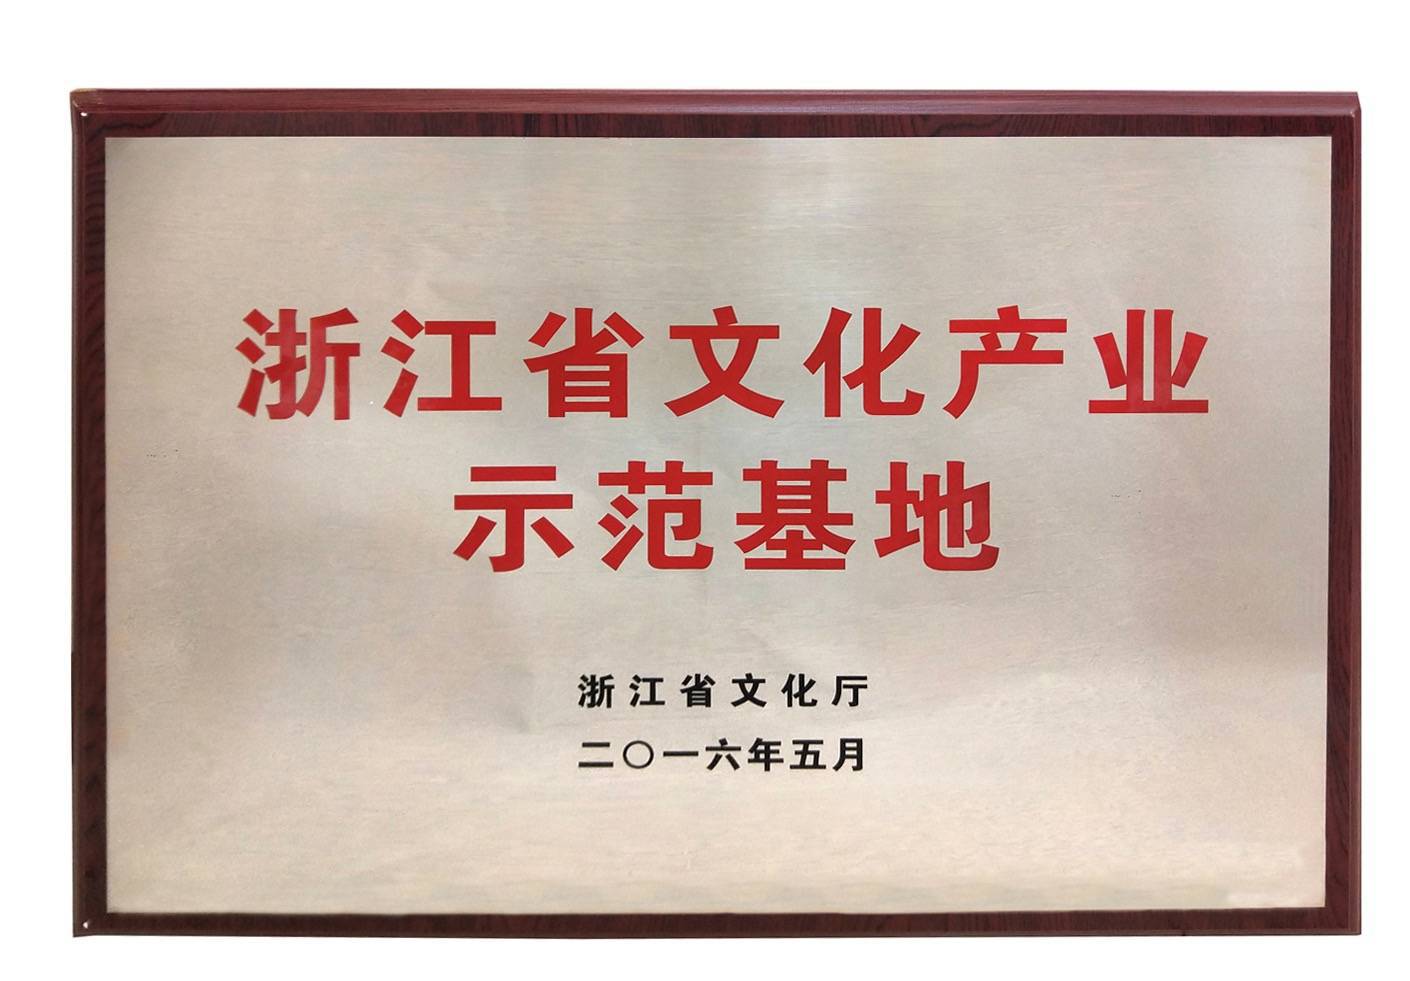 浙江省文化产业
示范基地
浙江省文化厅
二〇一六年五月